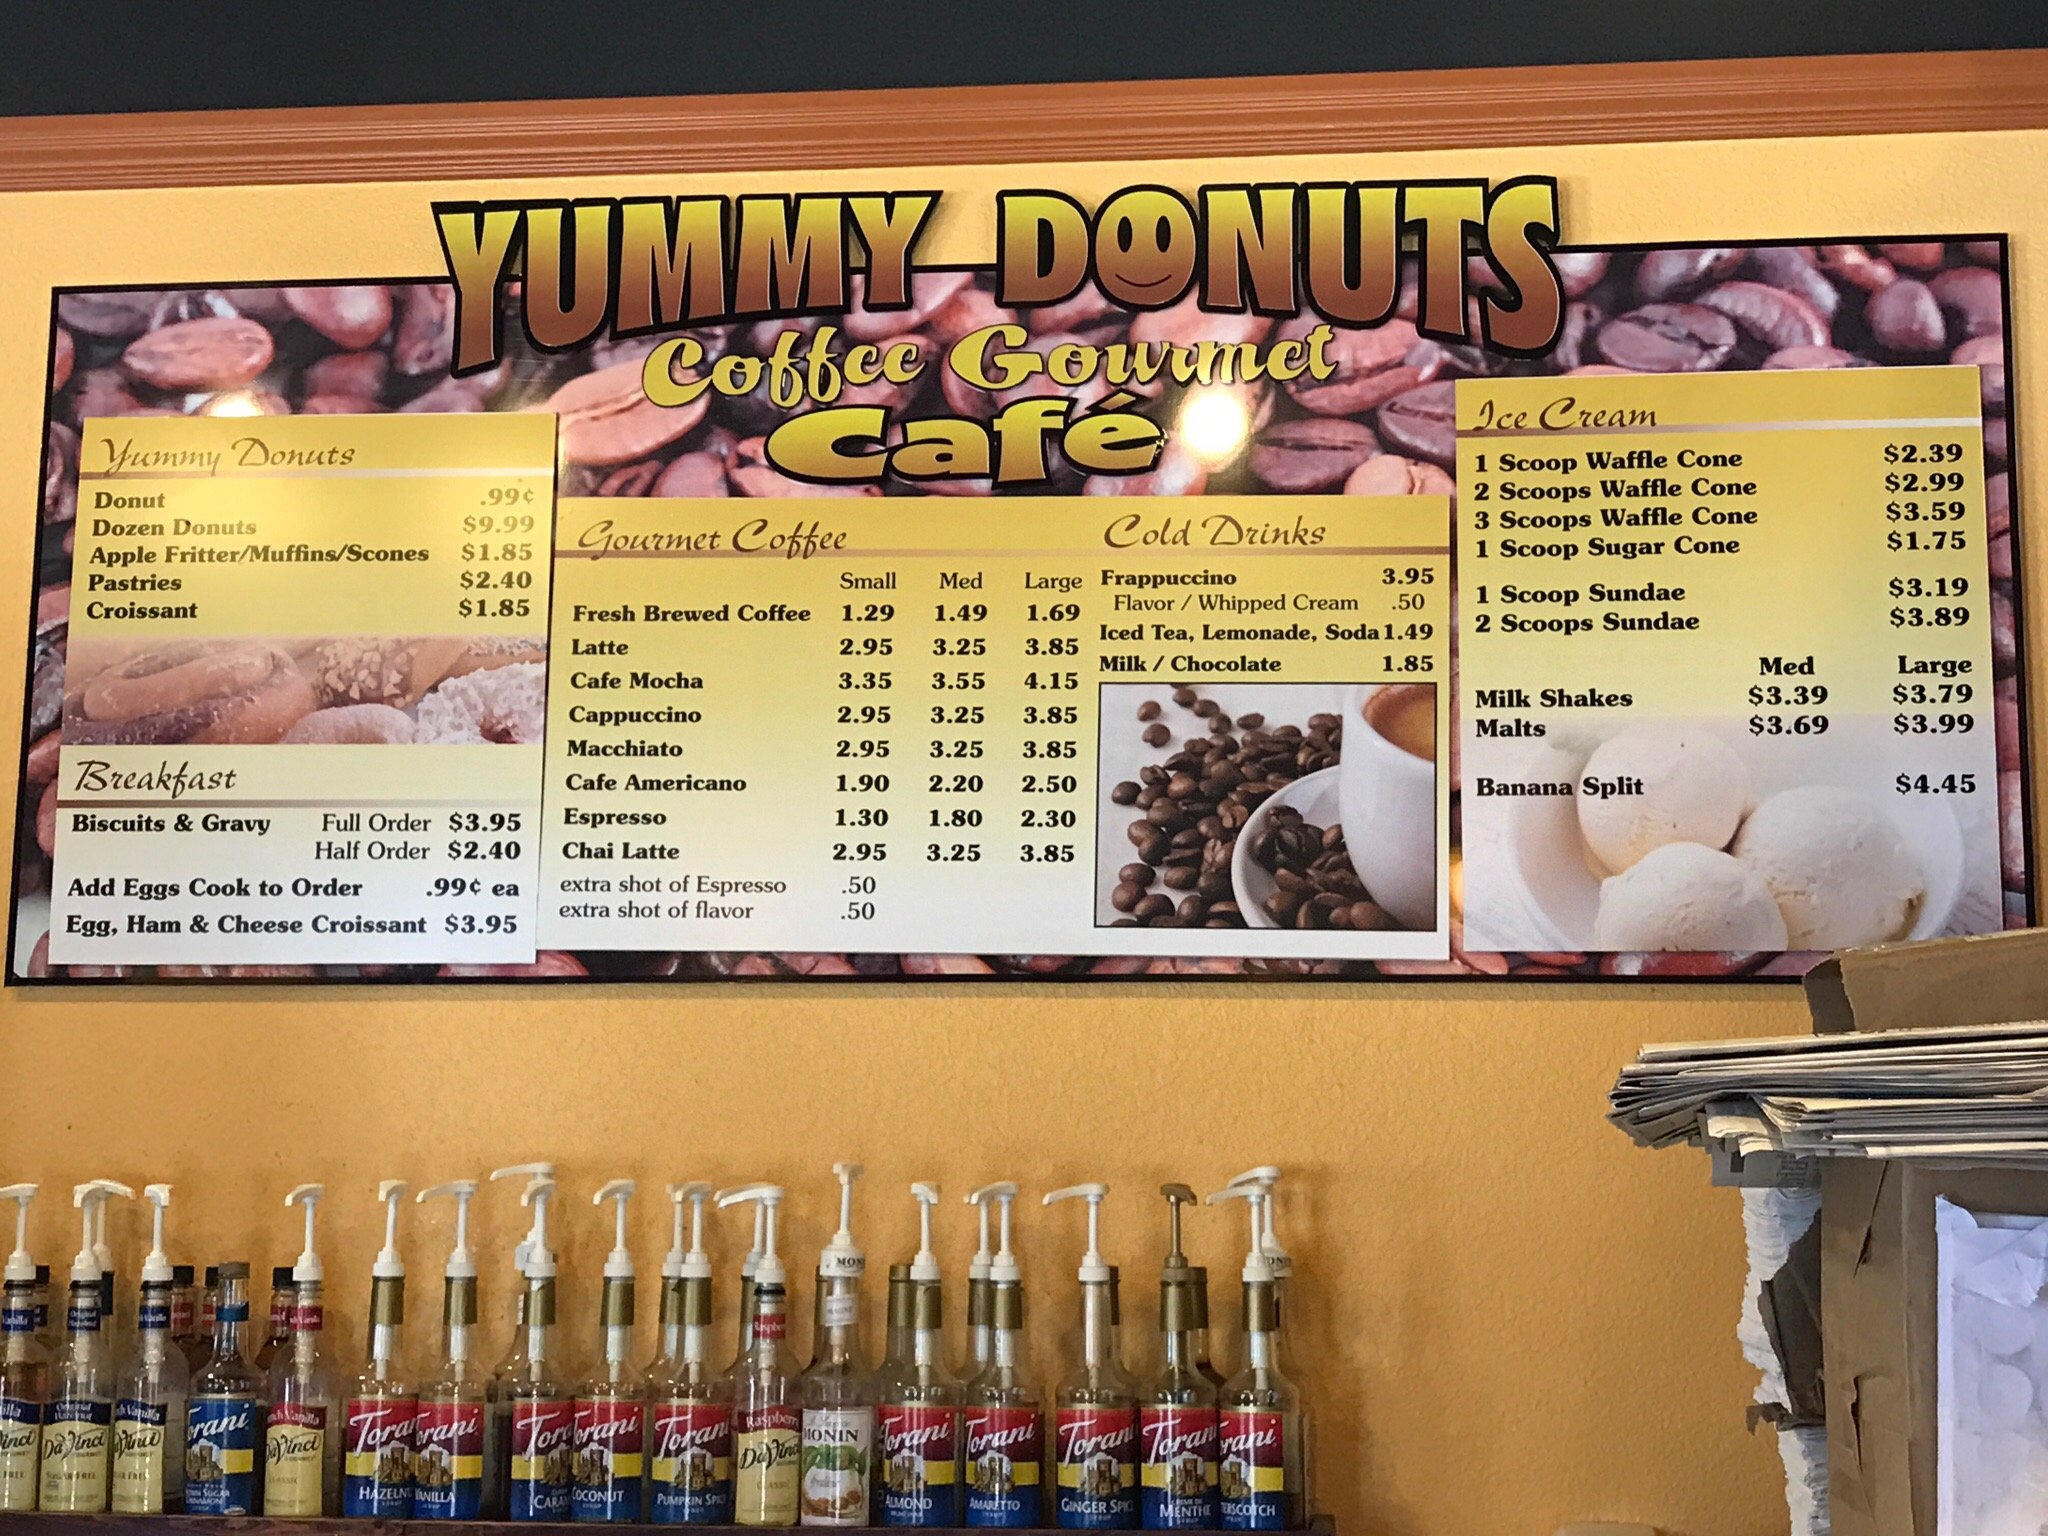 YUMMY DONUTS
Coffee Gourmet
Café
Yummy Donuts
Donut .99¢
Dozen Donuts $9.99
Apple Fritter/Muffins/Scones $1.85
Pastries $2.40
Croissant $1.85
Breakfast
Biscuits & Gravy Full Order $3.95
Half Order $2.40
Add Eggs Cook to Order .99¢ ea
Egg, Ham & Cheese Croissant $3.95
Gourmet Coffee
Small Med Large
Fresh Brewed Coffee 1.29 1.49 1.69
Latte 2.95 3.25 3.85
Cafe Mocha 3.35 3.55 4.15
Cappuccino 2.95 3.25 3.85
Macchiato 2.95 3.25 3.85
Cafe Americano 1.90 2.20 2.50
Espresso 1.30 1.80 2.30
Chai Latte 2.95 3.25 3.85
extra shot of Espresso .50
extra shot of flavor .50
Cold Drinks
Frappuccino 3.95
Flavor / Whipped Cream .50
Iced Tea, Lemonade, Soda 1.49
Milk / Chocolate 1.85
Ice Cream
1 Scoop Waffle Cone $2.39
2 Scoops Waffle Cone $2.99
3 Scoops Waffle Cone $3.59
1 Scoop Sugar Cone $1.75
1 Scoop Sundae $3.19
2 Scoops Sundae $3.89
Med Large
Milk Shakes $3.39 $3.79
Malts $3.69 $3.99
Banana Split $4.45
Original
Hazelnut
DaVinci
Vanilla
DaVinci
Torani
Torani
VANILLA
Torani
COCONUT
Torani
PUMPKIN SPICE
Raspberry
DaVinci
CLASSIC
MONIN
Torani
ALMOND
Torani
AMARETTO
Torani
GINGER SPICE
Torani
MENTHE